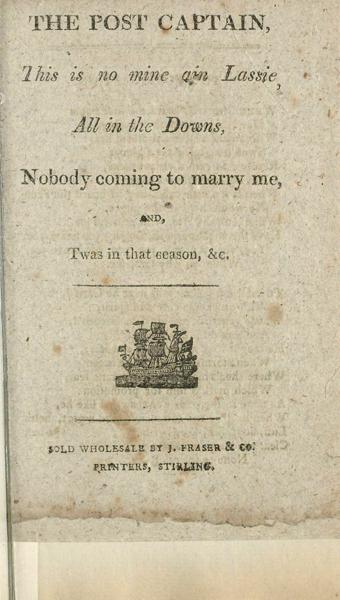 THE POST CAPTAIN,
This is no mine ain Lassie,
All in the Downs,
Nobody coming to marry me,
AND,
Twas in that season, &c.
SOLD WHOLESALE BY J. FRASER & CO.
PRINTERS, STIRLING.